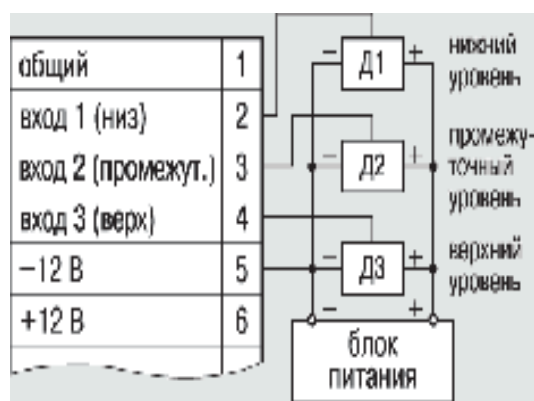 общий 1
вход 1 (низ) 2
вход 2 (промежут.) 3
вход 3 (верх) 4
−12 В 5
+12 В 6
− Д1 +
нижний
уровень
− Д2 +
промежу-
точный
уровень
− Д3 +
верхний
уровень
− +
блок
питания